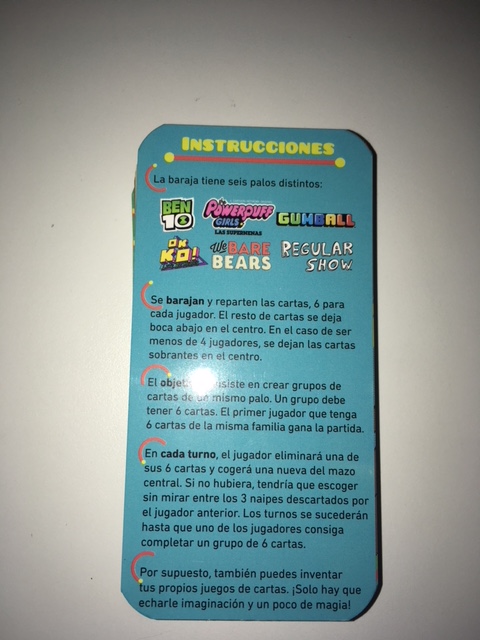 INSTRUCCIONES
La baraja tiene seis palos distintos:
BEN 10
THE POWERPUFF GIRLS
LAS SUPERNENAS
GUMBALL
OK K.O.!
We BARE BEARS
REGULAR SHOW
Se barajan y reparten las cartas, 6 para
cada jugador. El resto de cartas se deja
boca abajo en el centro. En el caso de ser
menos de 4 jugadores, se dejan las cartas
sobrantes en el centro.
El siste en crear grupos de
cartas de un mismo palo. Un grupo debe
tener 6 cartas. El primer jugador que tenga
6 cartas de la misma familia gana la partida.
En cada turno, el jugador eliminará una de
sus 6 cartas y cogerá una nueva del mazo
central. Si no hubiera, tendría que escoger
sin mirar entre los 3 naipes descartados por
el jugador anterior. Los turnos se sucederán
hasta que uno de los jugadores consiga
completar un grupo de 6 cartas.
Por supuesto, también puedes inventar
tus propios juegos de cartas. ¡Solo hay que
echarle imaginación y un poco de magia!